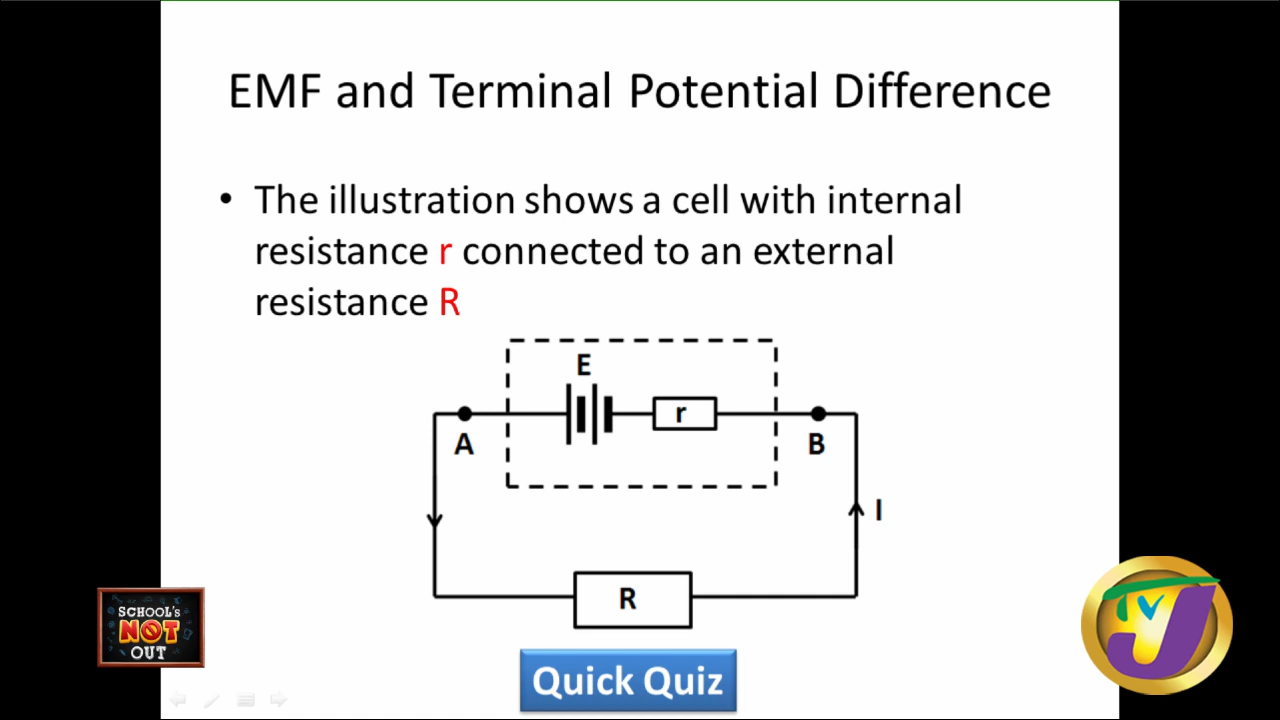 EMF and Terminal Potential Difference
• The illustration shows a cell with internal
resistance r connected to an external
resistance R
E
r
A
B
I
R
SCHOOL's
NOT
OUT
TVJ
Quick Quiz